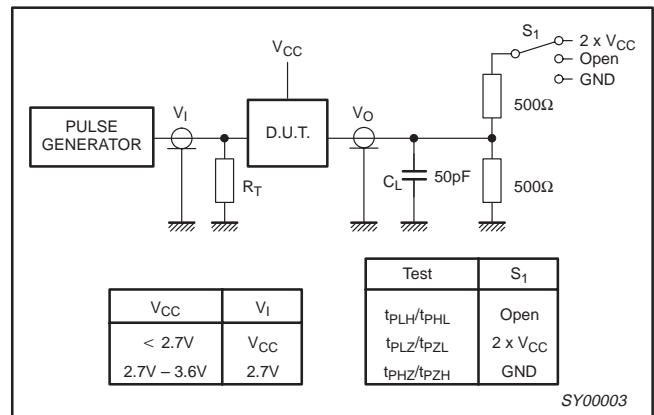 S1
2 x VCC
Open
GND
VCC
500Ω
PULSE GENERATOR
VI
D.U.T.
VO
RT
CL
50pF
500Ω
VCC VI
< 2.7V VCC
2.7V – 3.6V 2.7V
Test S1
tPLH/tPHL Open
tPLZ/tPZL 2 x VCC
tPHZ/tPZH GND
SY00003